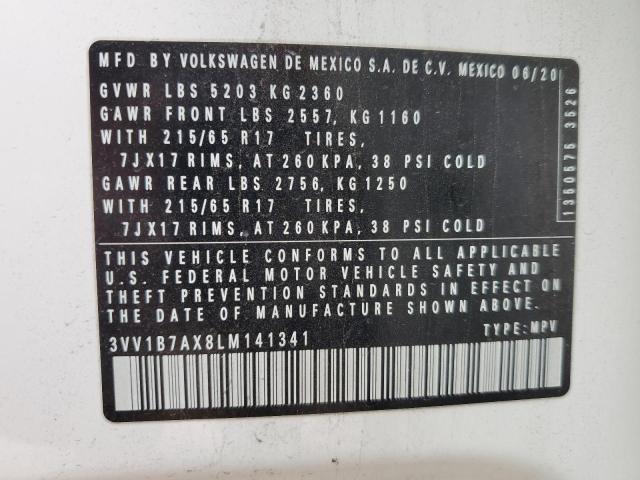 MFD BY VOLKSWAGEN DE MEXICO S.A. DE C.V. MEXICO 06/20
GVWR LBS 5203 KG 2360
GAWR FRONT LBS 2557, KG 1160
WITH 215/65 R17 TIRES,
7JX17 RIMS, AT 260 KPA, 38 PSI COLD
GAWR REAR LBS 2756, KG 1250
WITH 215/65 R17 TIRES,
7JX17 RIMS, AT 260 KPA, 38 PSI COLD
THIS VEHICLE CONFORMS TO ALL APPLICABLE
U.S. FEDERAL MOTOR VEHICLE SAFETY AND
THEFT PREVENTION STANDARDS IN EFFECT ON
THE DATE OF MANUFACTURE SHOWN ABOVE.
3VV1B7AX8LM141341 TYPE: MPV
1350575 3526